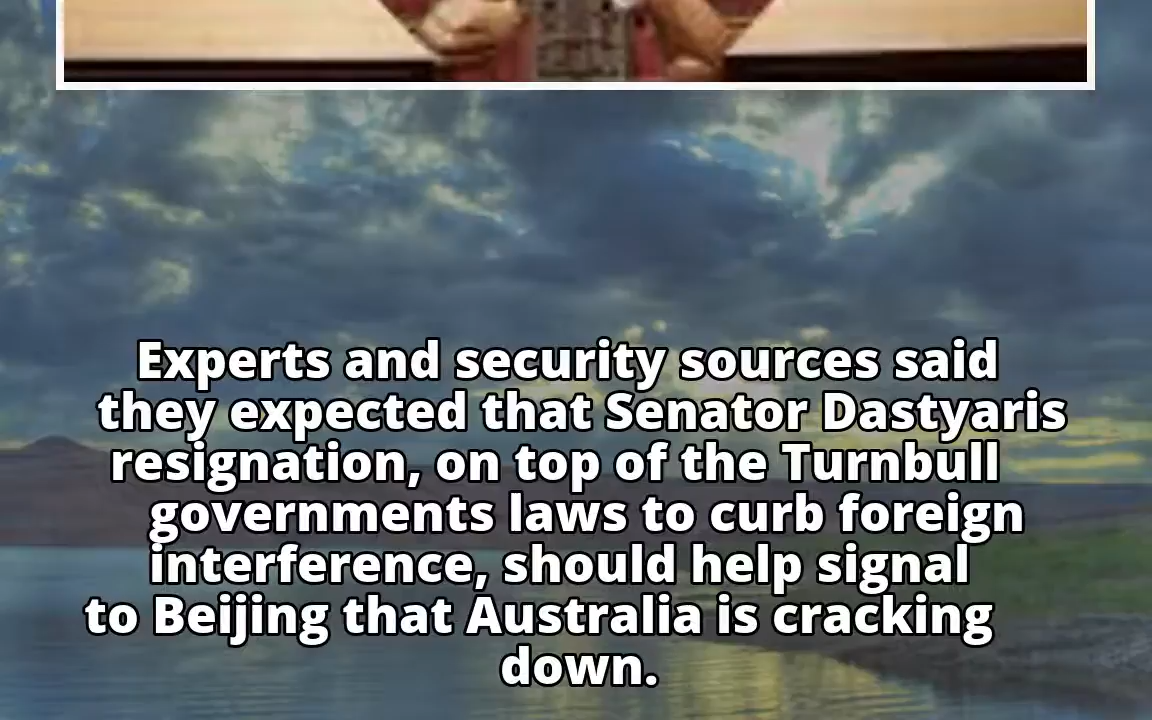 Experts and security sources said
they expected that Senator Dastyaris
resignation, on top of the Turnbull
governments laws to curb foreign
interference, should help signal
to Beijing that Australia is cracking
down.